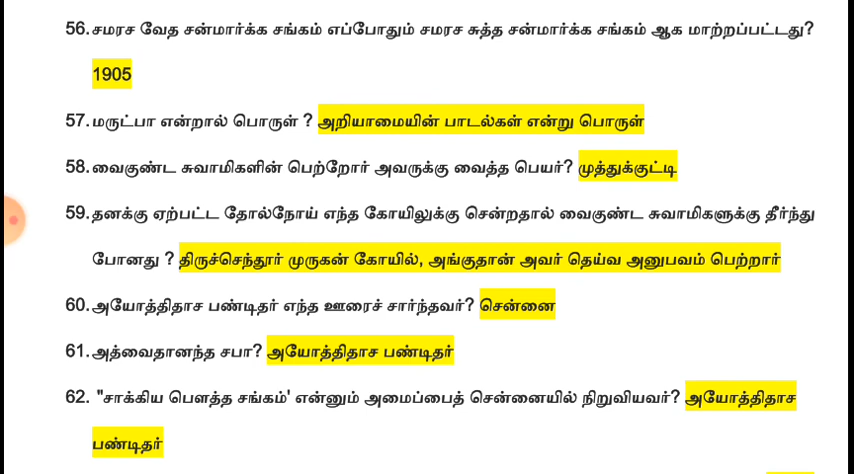 56.சமரச வேத சன்மார்க்க சங்கம் எப்போதும் சமரச சுத்த சன்மார்க்க சங்கம் ஆக மாற்றப்பட்டது?
1905
57.மருட்பா என்றால் பொருள் ? அறியாமையின் பாடல்கள் என்று பொருள்
58.வைகுண்ட சுவாமிகளின் பெற்றோர் அவருக்கு வைத்த பெயர்? முத்துக்குட்டி
59.தனக்கு ஏற்பட்ட தோல்நோய் எந்த கோயிலுக்கு சென்றதால் வைகுண்ட சுவாமிகளுக்கு தீர்ந்து
போனது ? திருச்செந்தூர் முருகன் கோயில், அங்குதான் அவர் தெய்வ அனுபவம் பெற்றார்
60.அயோத்திதாச பண்டிதர் எந்த ஊரைச் சார்ந்தவர்? சென்னை
61.அத்வைதானந்த சபா? அயோத்திதாச பண்டிதர்
62. "சாக்கிய பௌத்த சங்கம்' என்னும் அமைப்பைத் சென்னையில் நிறுவியவர்? அயோத்திதாச
பண்டிதர்